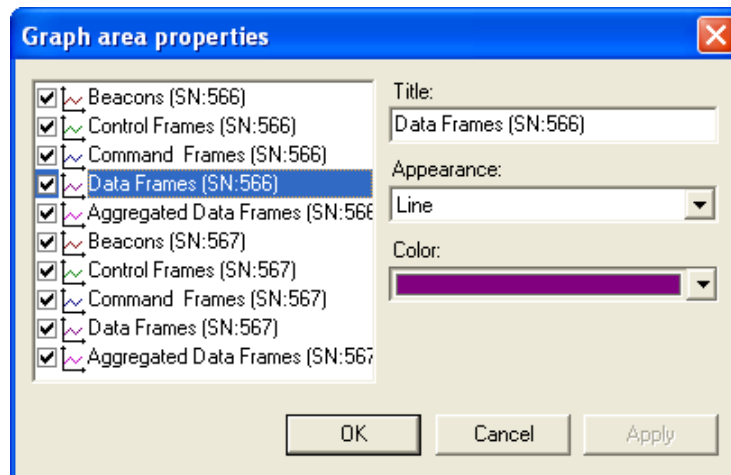 Graph area properties
Beacons (SN:566)
Control Frames (SN:566)
Command Frames (SN:566)
Data Frames (SN:566)
Aggregated Data Frames (SN:566
Beacons (SN:567)
Control Frames (SN:567)
Command Frames (SN:567)
Data Frames (SN:567)
Aggregated Data Frames (SN:567
Title:
Data Frames (SN:566)
Appearance:
Line
Color:
OK
Cancel
Apply